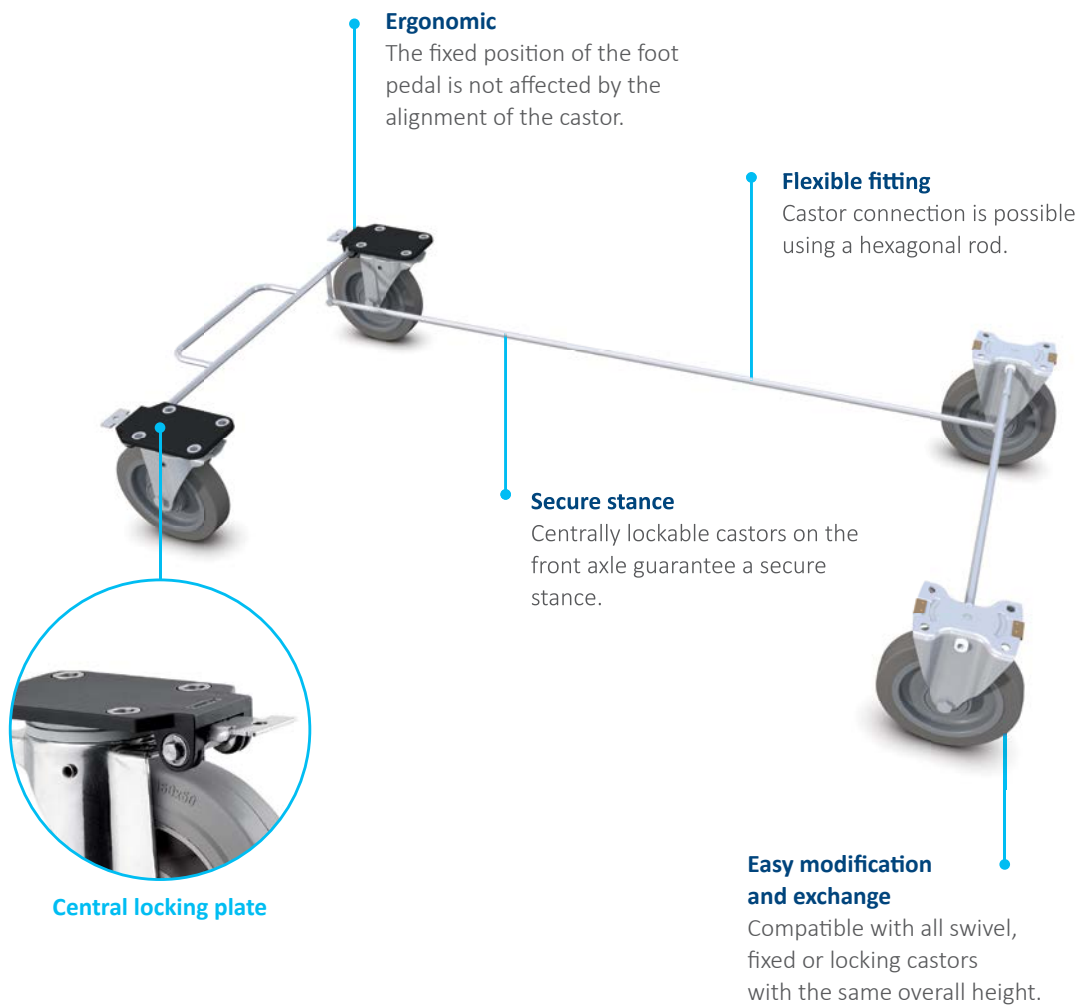 Ergonomic
The fixed position of the foot
pedal is not affected by the
alignment of the castor.
Flexible fitting
Castor connection is possible
using a hexagonal rod.
Secure stance
Centrally lockable castors on the
front axle guarantee a secure
stance.
Central locking plate
Easy modification
and exchange
Compatible with all swivel,
fixed or locking castors
with the same overall height.